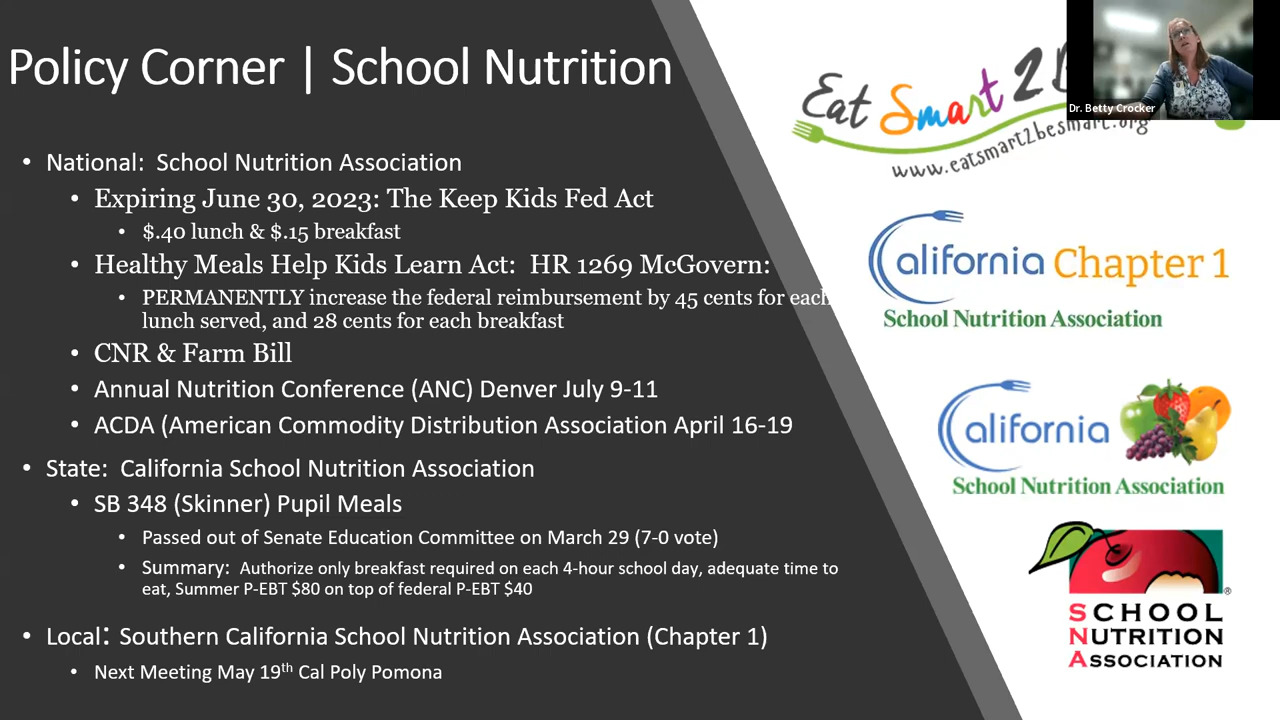 Policy Corner | School Nutrition
• National: School Nutrition Association
• Expiring June 30, 2023: The Keep Kids Fed Act
• $.40 lunch & $.15 breakfast
• Healthy Meals Help Kids Learn Act: HR 1269 McGovern:
• PERMANENTLY increase the federal reimbursement by 45 cents for each
lunch served, and 28 cents for each breakfast
• CNR & Farm Bill
• Annual Nutrition Conference (ANC) Denver July 9-11
• ACDA (American Commodity Distribution Association April 16-19
• State: California School Nutrition Association
• SB 348 (Skinner) Pupil Meals
• Passed out of Senate Education Committee on March 29 (7-0 vote)
• Summary: Authorize only breakfast required on each 4-hour school day, adequate time to
eat, Summer P-EBT $80 on top of federal P-EBT $40
• Local: Southern California School Nutrition Association (Chapter 1)
• Next Meeting May 19th Cal Poly Pomona
Eat Smart 2
www.eatsmart2besmart.org
Dr. Betty Crocker
California Chapter 1
School Nutrition Association
California
School Nutrition Association
SCHOOL
NUTRITION
ASSOCIATION
®